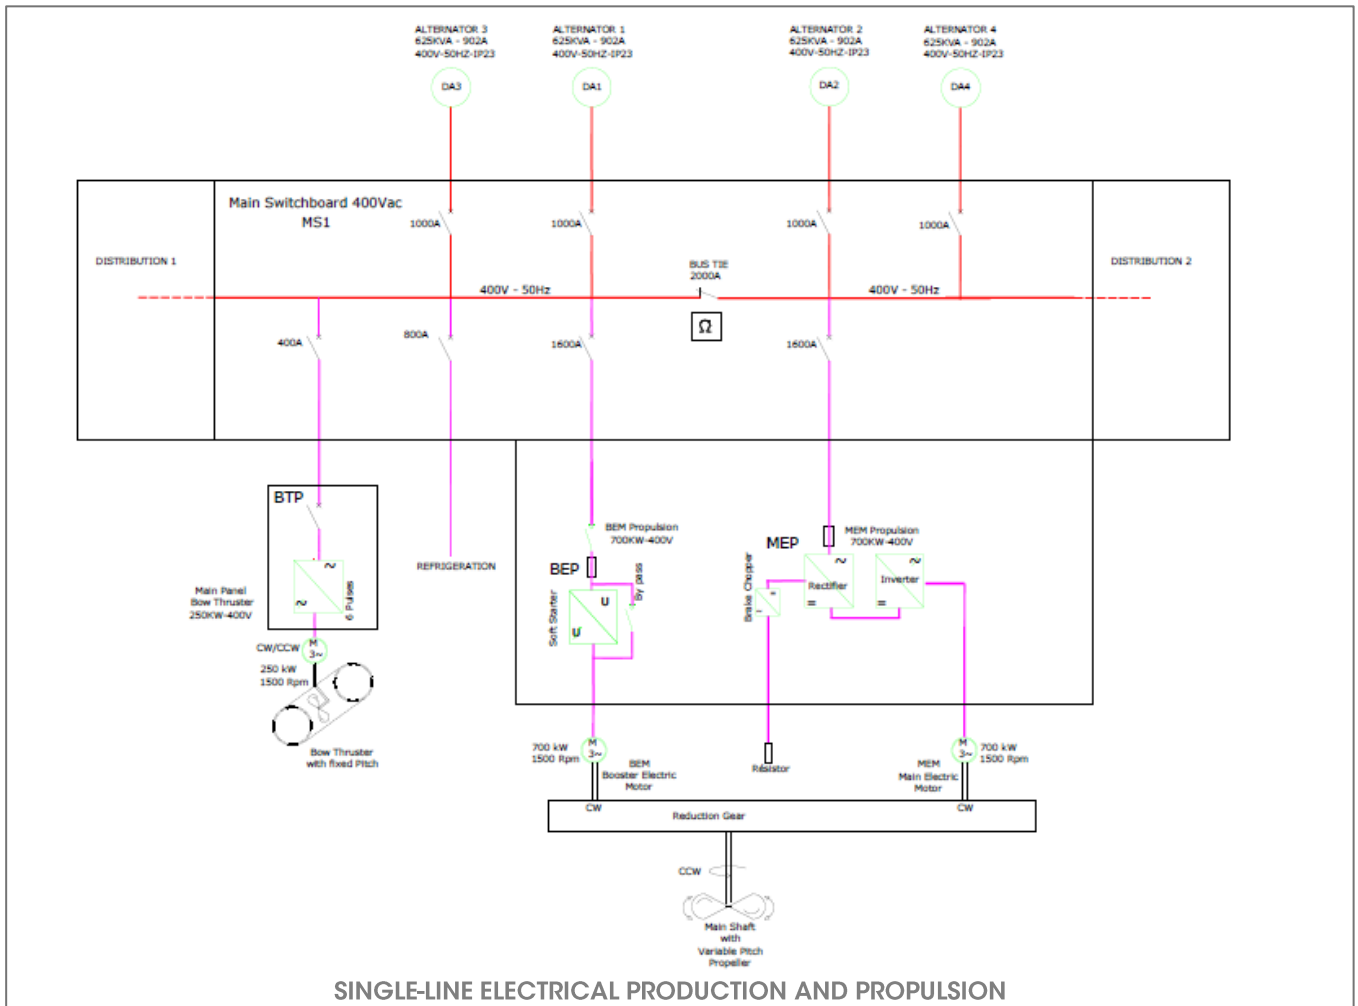 ALTERNATOR 3
625KVA - 902A
400V-50HZ-IP23
ALTERNATOR 1
625KVA - 902A
400V-50HZ-IP23
ALTERNATOR 2
625KVA - 902A
400V-50HZ-IP23
ALTERNATOR 4
625KVA - 902A
400V-50HZ-IP23
DA3
DA1
DA2
DA4
Main Switchboard 400Vac
MS1
1000A
1000A
1000A
1000A
DISTRIBUTION 1
BUS TIE
2000A
DISTRIBUTION 2
400V - 50Hz
400V - 50Hz
Ω
400A
800A
1600A
1600A
BTP
6 Pulses
Main Panel
Bow Thruster
250KW-400V
REFRIGERATION
BEM Propulsion
700KW-400V
BEP
By pass
Soft Starter
U
U
MEP
MEM Propulsion
700KW-400V
Brake Chopper
Rectifier
Inverter
CW/CCW
M
3~
250 kW
1500 Rpm
Bow Thruster
with fixed Pitch
700 kW
1500 Rpm
M
3~
BEM
Booster Electric
Motor
Résistor
MEM
Main Electric
Motor
M
3~
700 kW
1500 Rpm
CW
CW
Reduction Gear
CCW
Main Shaft
with
Variable Pitch
Propeller
SINGLE-LINE ELECTRICAL PRODUCTION AND PROPULSION